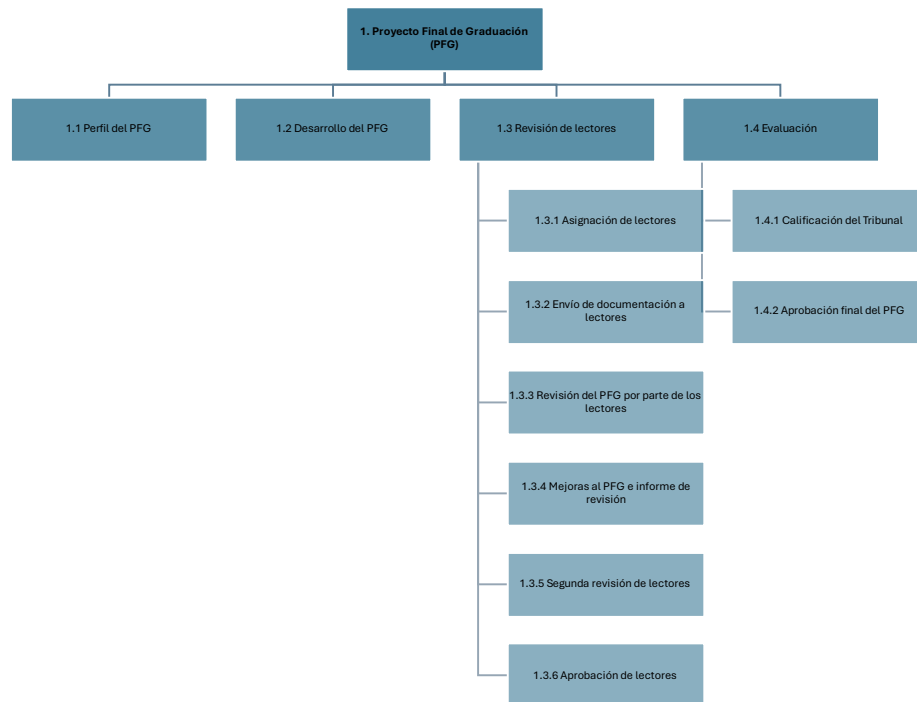 1. Proyecto Final de Graduación
(PFG)
1.1 Perfil del PFG
1.2 Desarrollo del PFG
1.3 Revisión de lectores
1.4 Evaluación
1.3.1 Asignación de lectores
1.4.1 Calificación del Tribunal
1.3.2 Envío de documentación a
lectores
1.4.2 Aprobación final del PFG
1.3.3 Revisión del PFG por parte de los
lectores
1.3.4 Mejoras al PFG e informe de
revisión
1.3.5 Segunda revisión de lectores
1.3.6 Aprobación de lectores